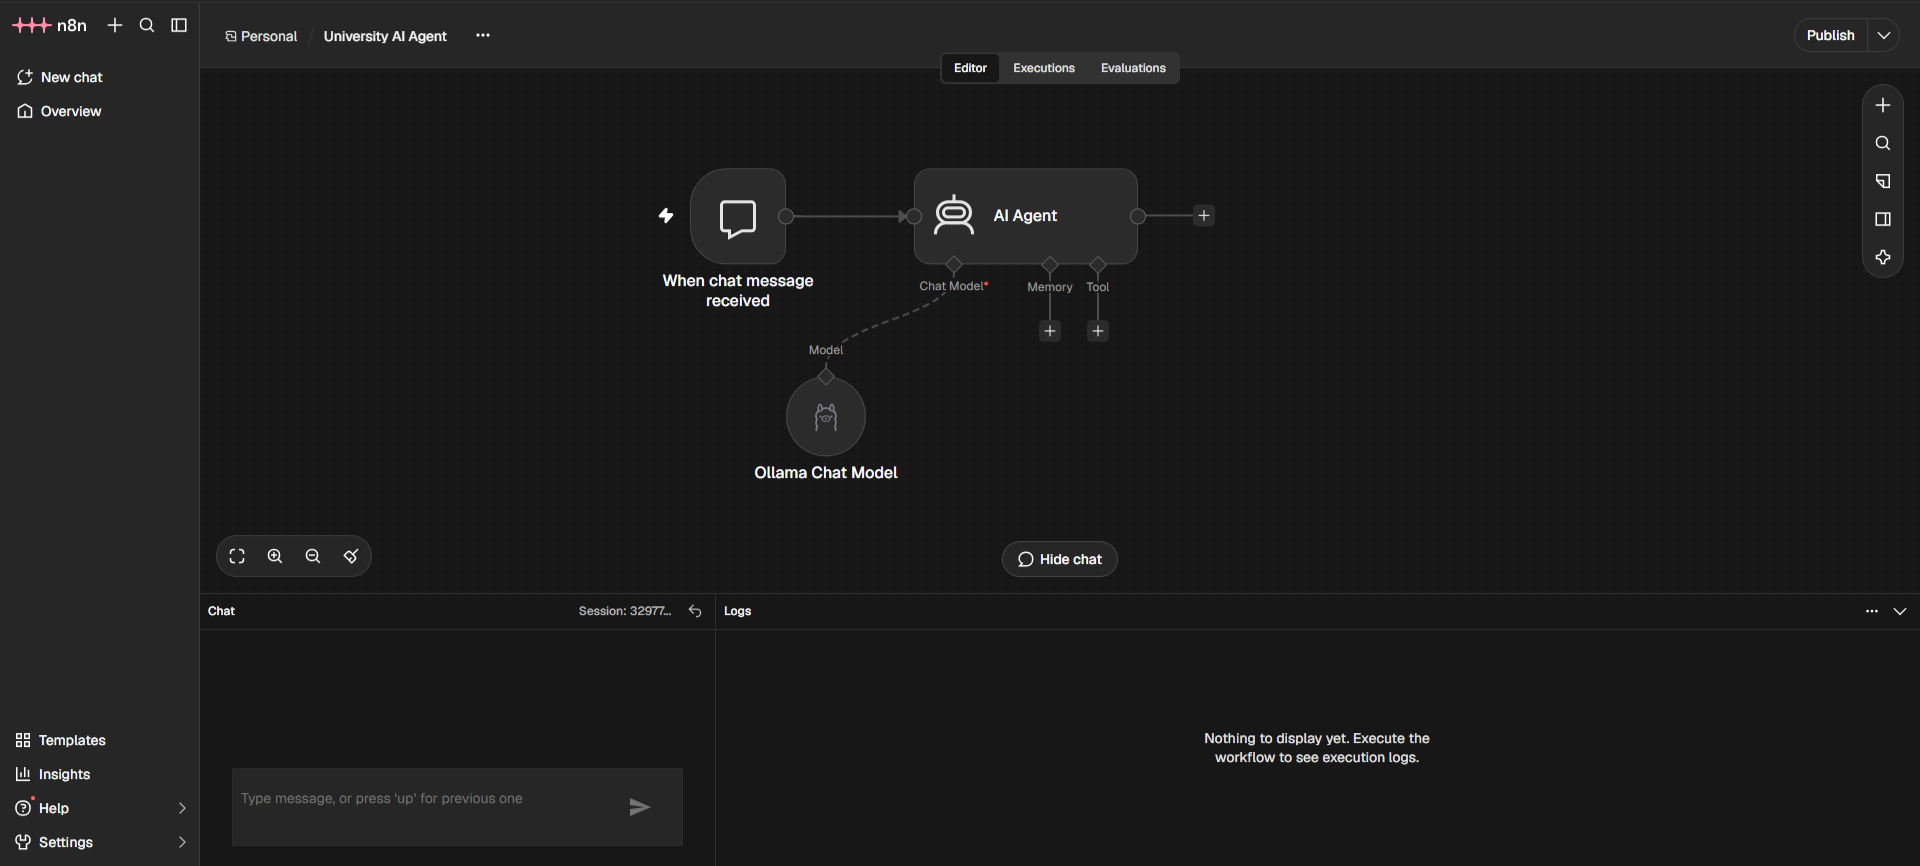 n8n
Personal / University AI Agent ...
Publish
Editor Executions Evaluations
New chat
Overview
AI Agent
When chat message
received
Chat Model*
Memory
Tool
Model
Ollama Chat Model
Hide chat
Chat
Session: 32977...
Logs
Nothing to display yet. Execute the
workflow to see execution logs.
Type message, or press ‘up’ for previous one
Templates
Insights
Help
Settings